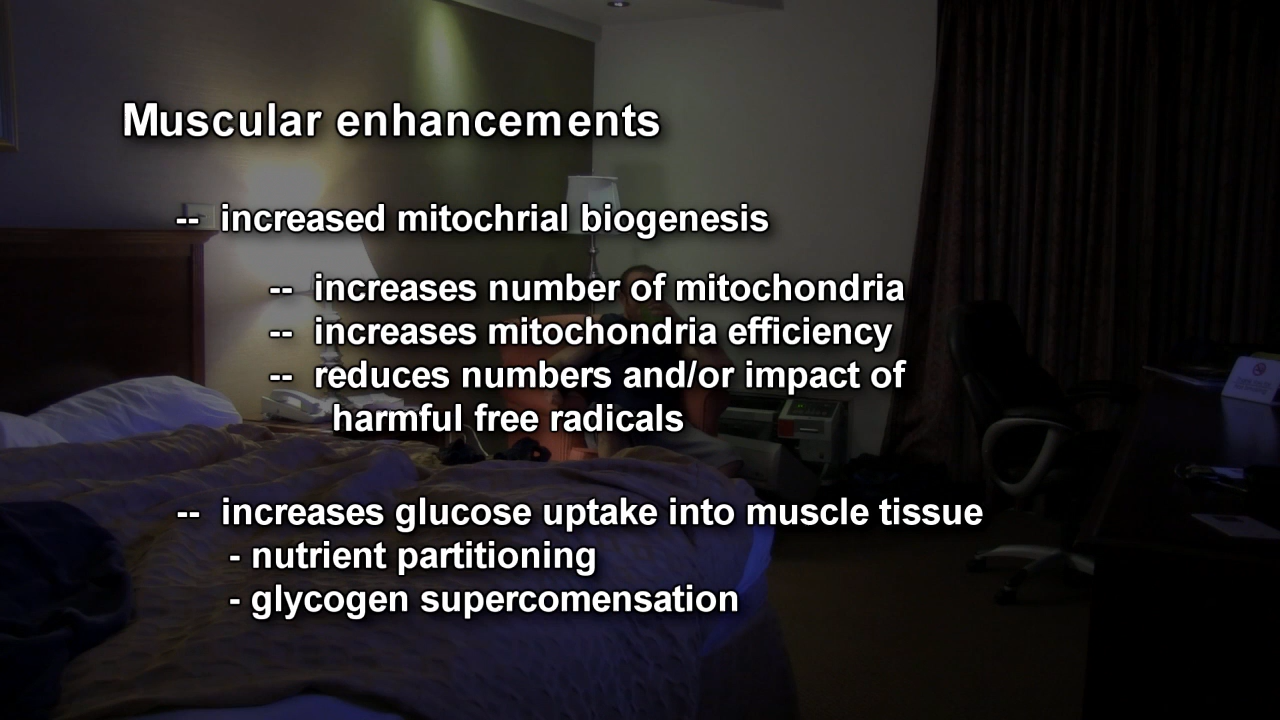 Muscular enhancements
-- increased mitochrial biogenesis
-- increases number of mitochondria
-- increases mitochondria efficiency
-- reduces numbers and/or impact of
harmful free radicals
-- increases glucose uptake into muscle tissue
- nutrient partitioning
- glycogen supercomensation